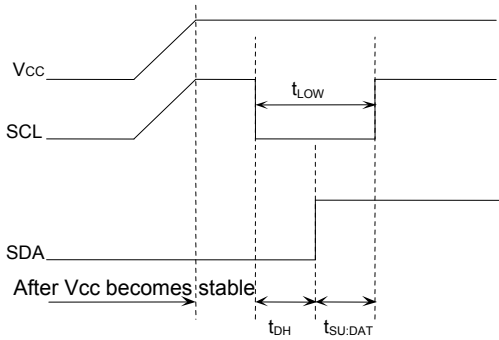 Vcc
tLOW
SCL
SDA
After Vcc becomes stable
tDH
tSU:DAT